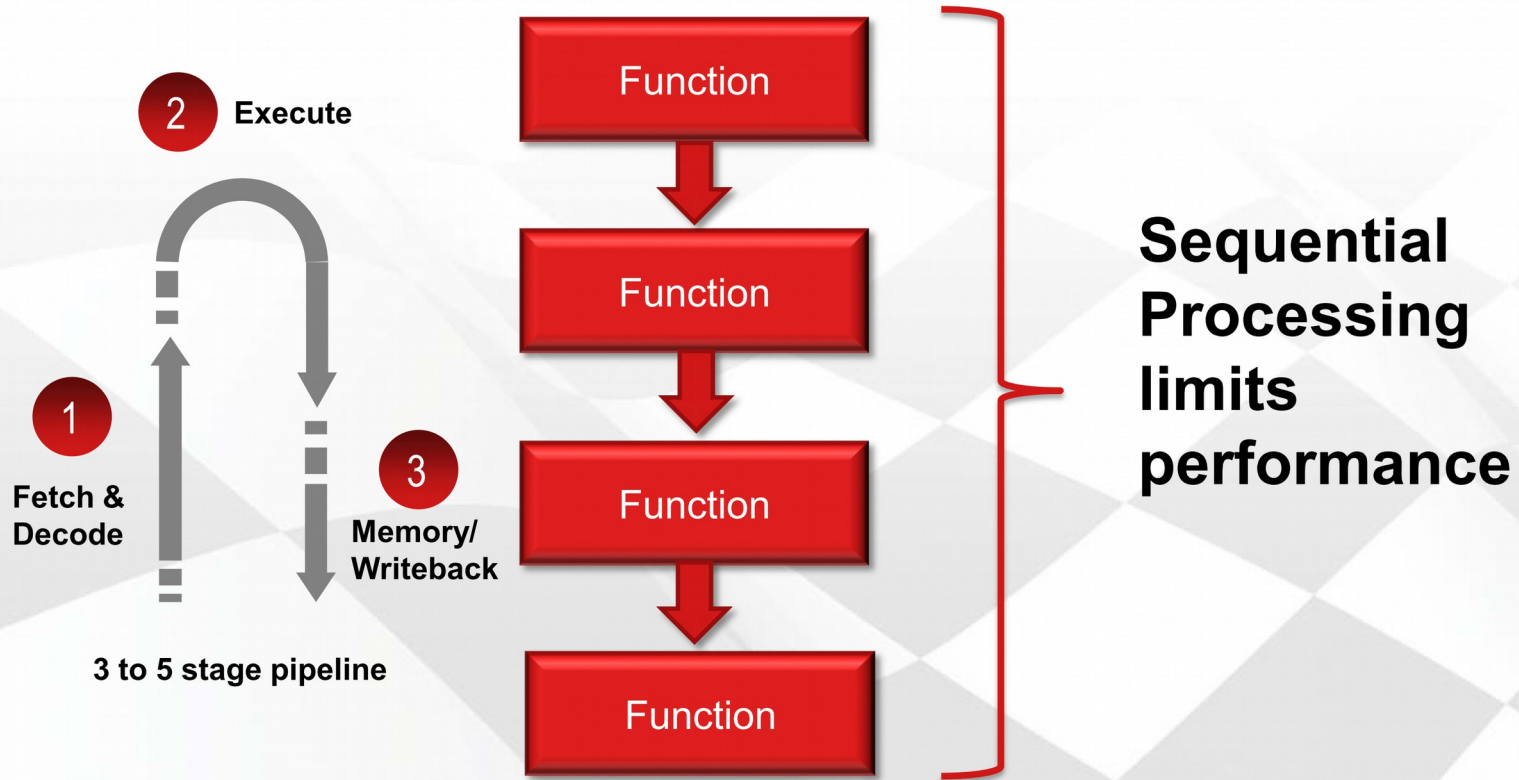 2
Execute
1
Fetch &
Decode
3
Memory/
Writeback
3 to 5 stage pipeline
Function
Function
Function
Function
Sequential
Processing
limits
performance